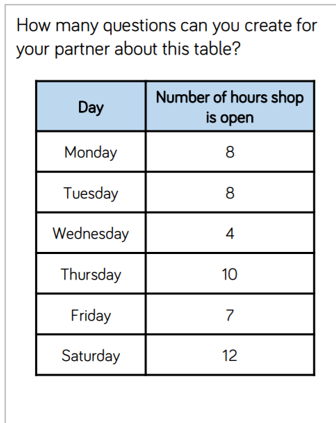 How many questions can you create for
your partner about this table?
Day
Number of hours shop
is open
Monday 8
Tuesday 8
Wednesday 4
Thursday 10
Friday 7
Saturday 12